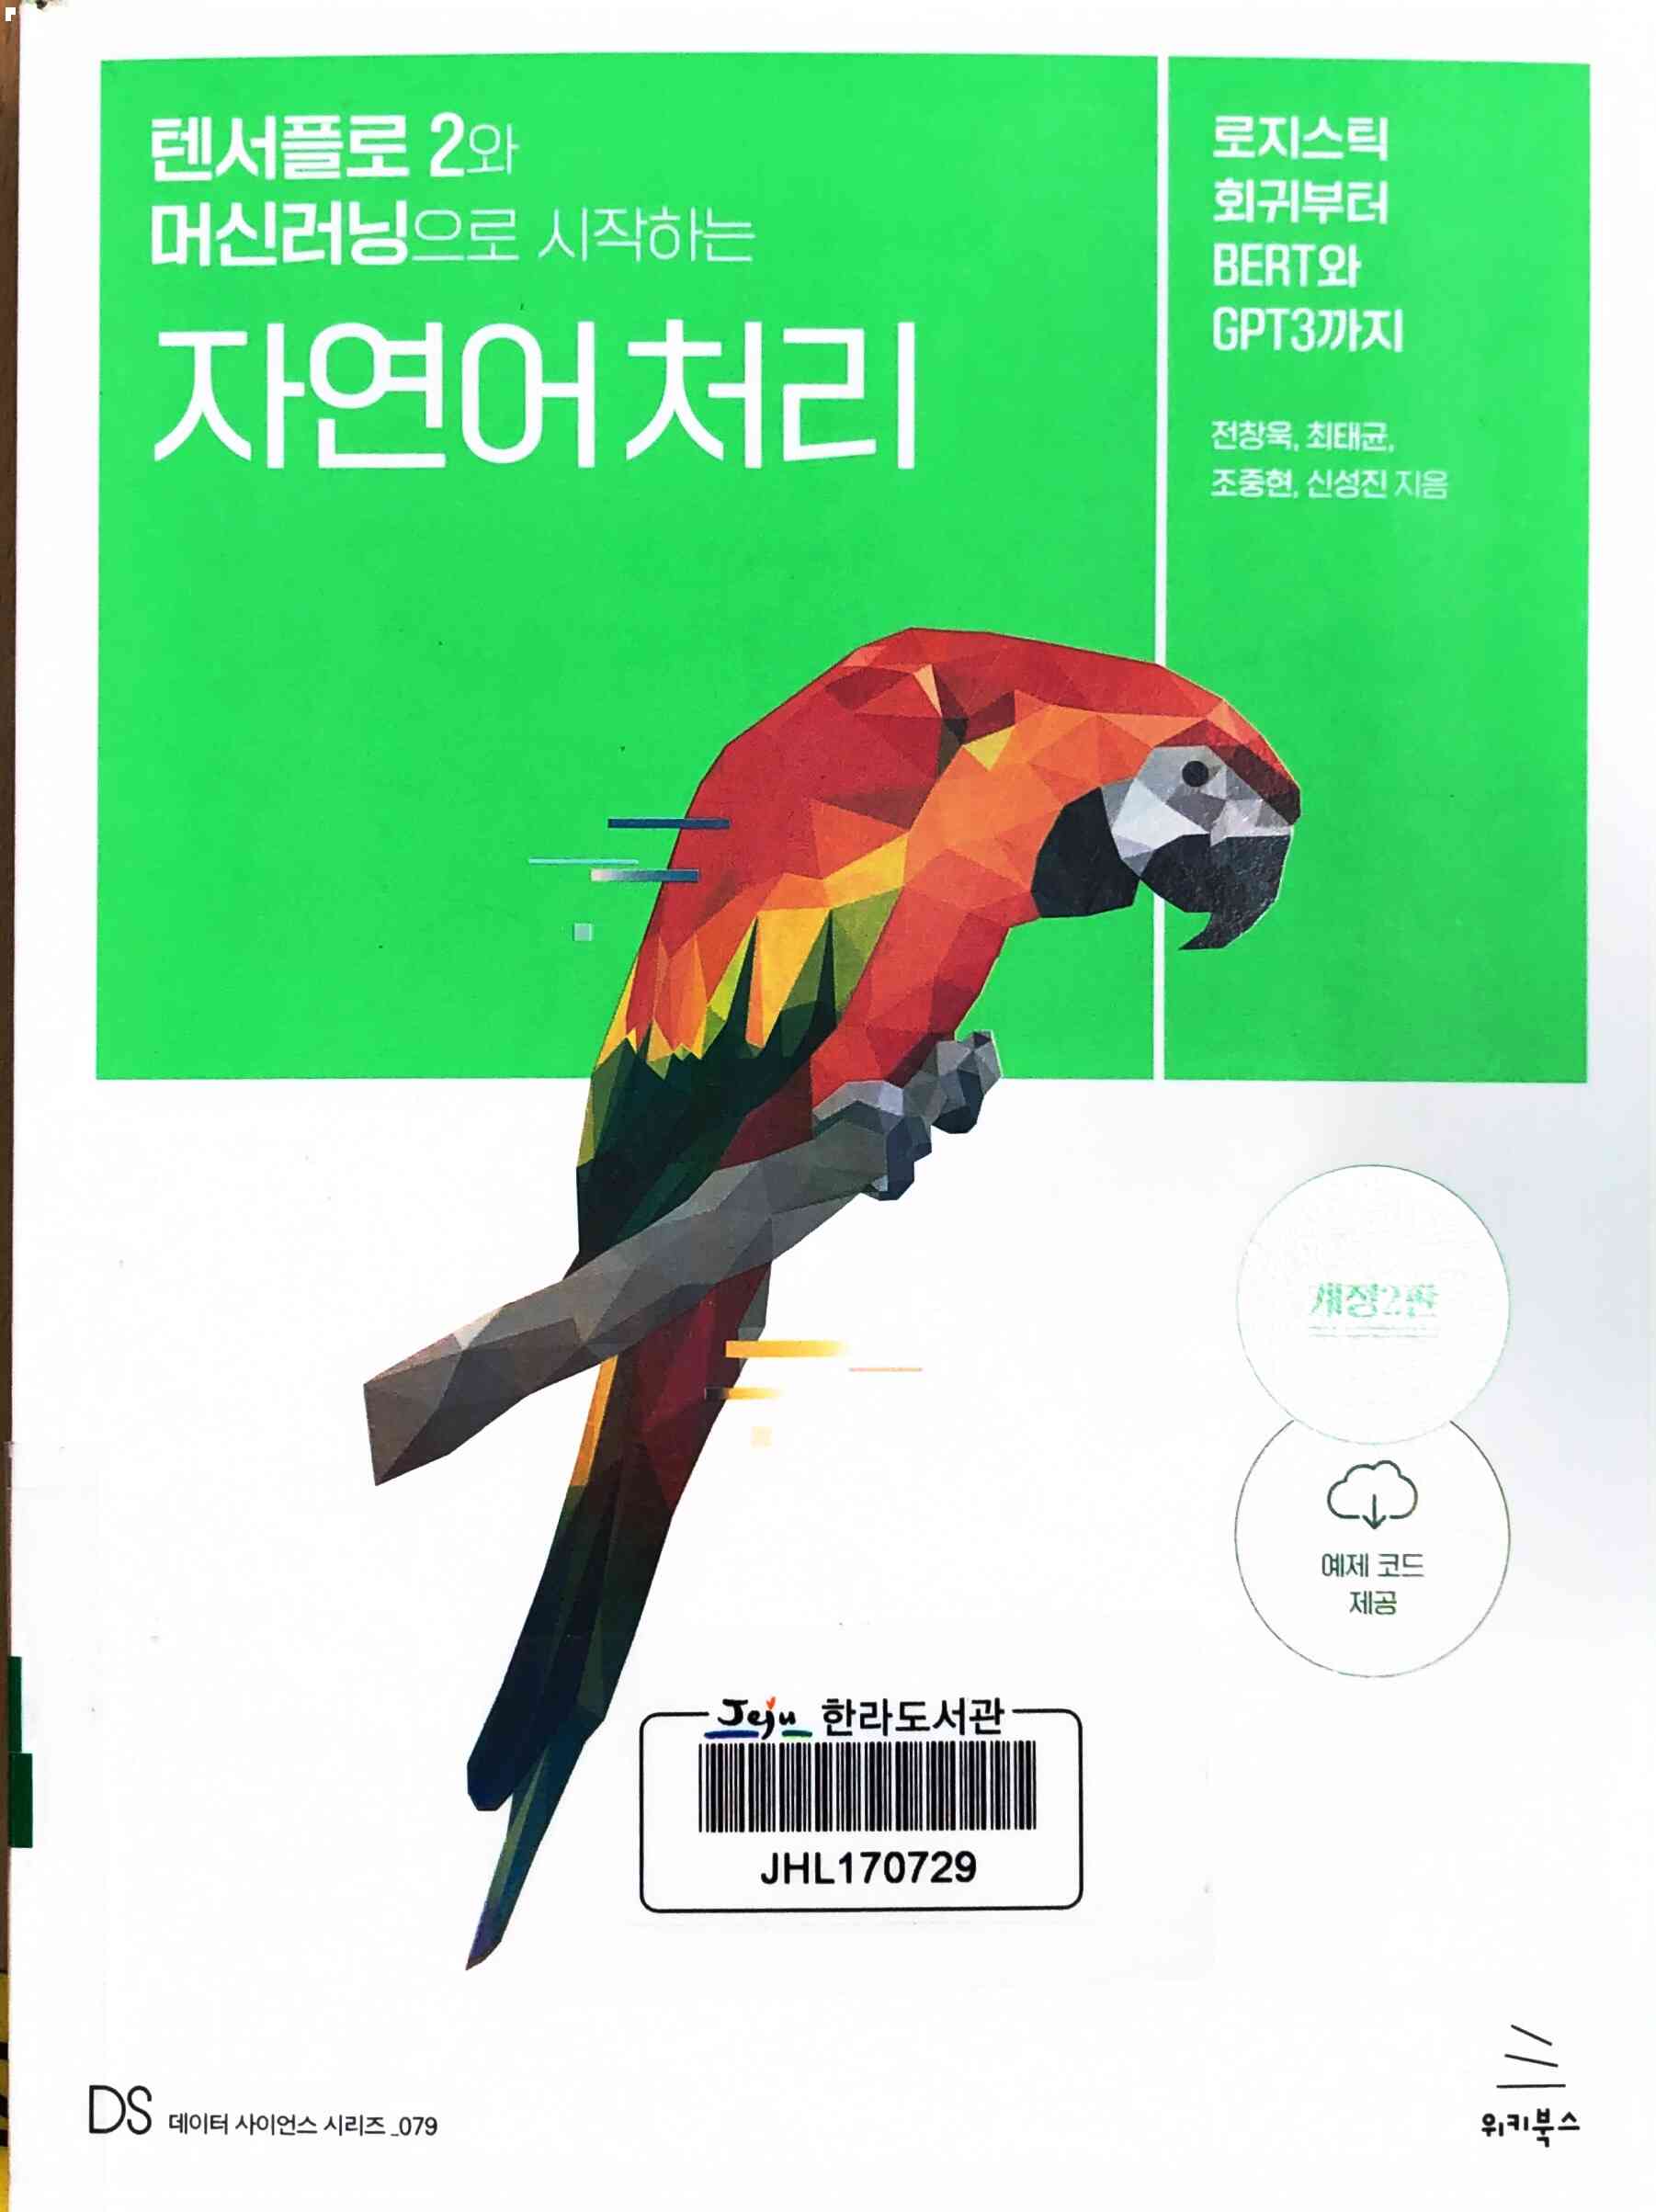 텐서플로 2와
머신러닝으로 시작하는
자연어 처리
로지스틱
회귀부터
BERT와
GPT3까지
전창욱, 최태균,
조중현, 신성진 지음
개정2판
예제 코드
제공
Jeju 한라도서관
JHL170729
DS 데이터 사이언스 시리즈_079
위키북스